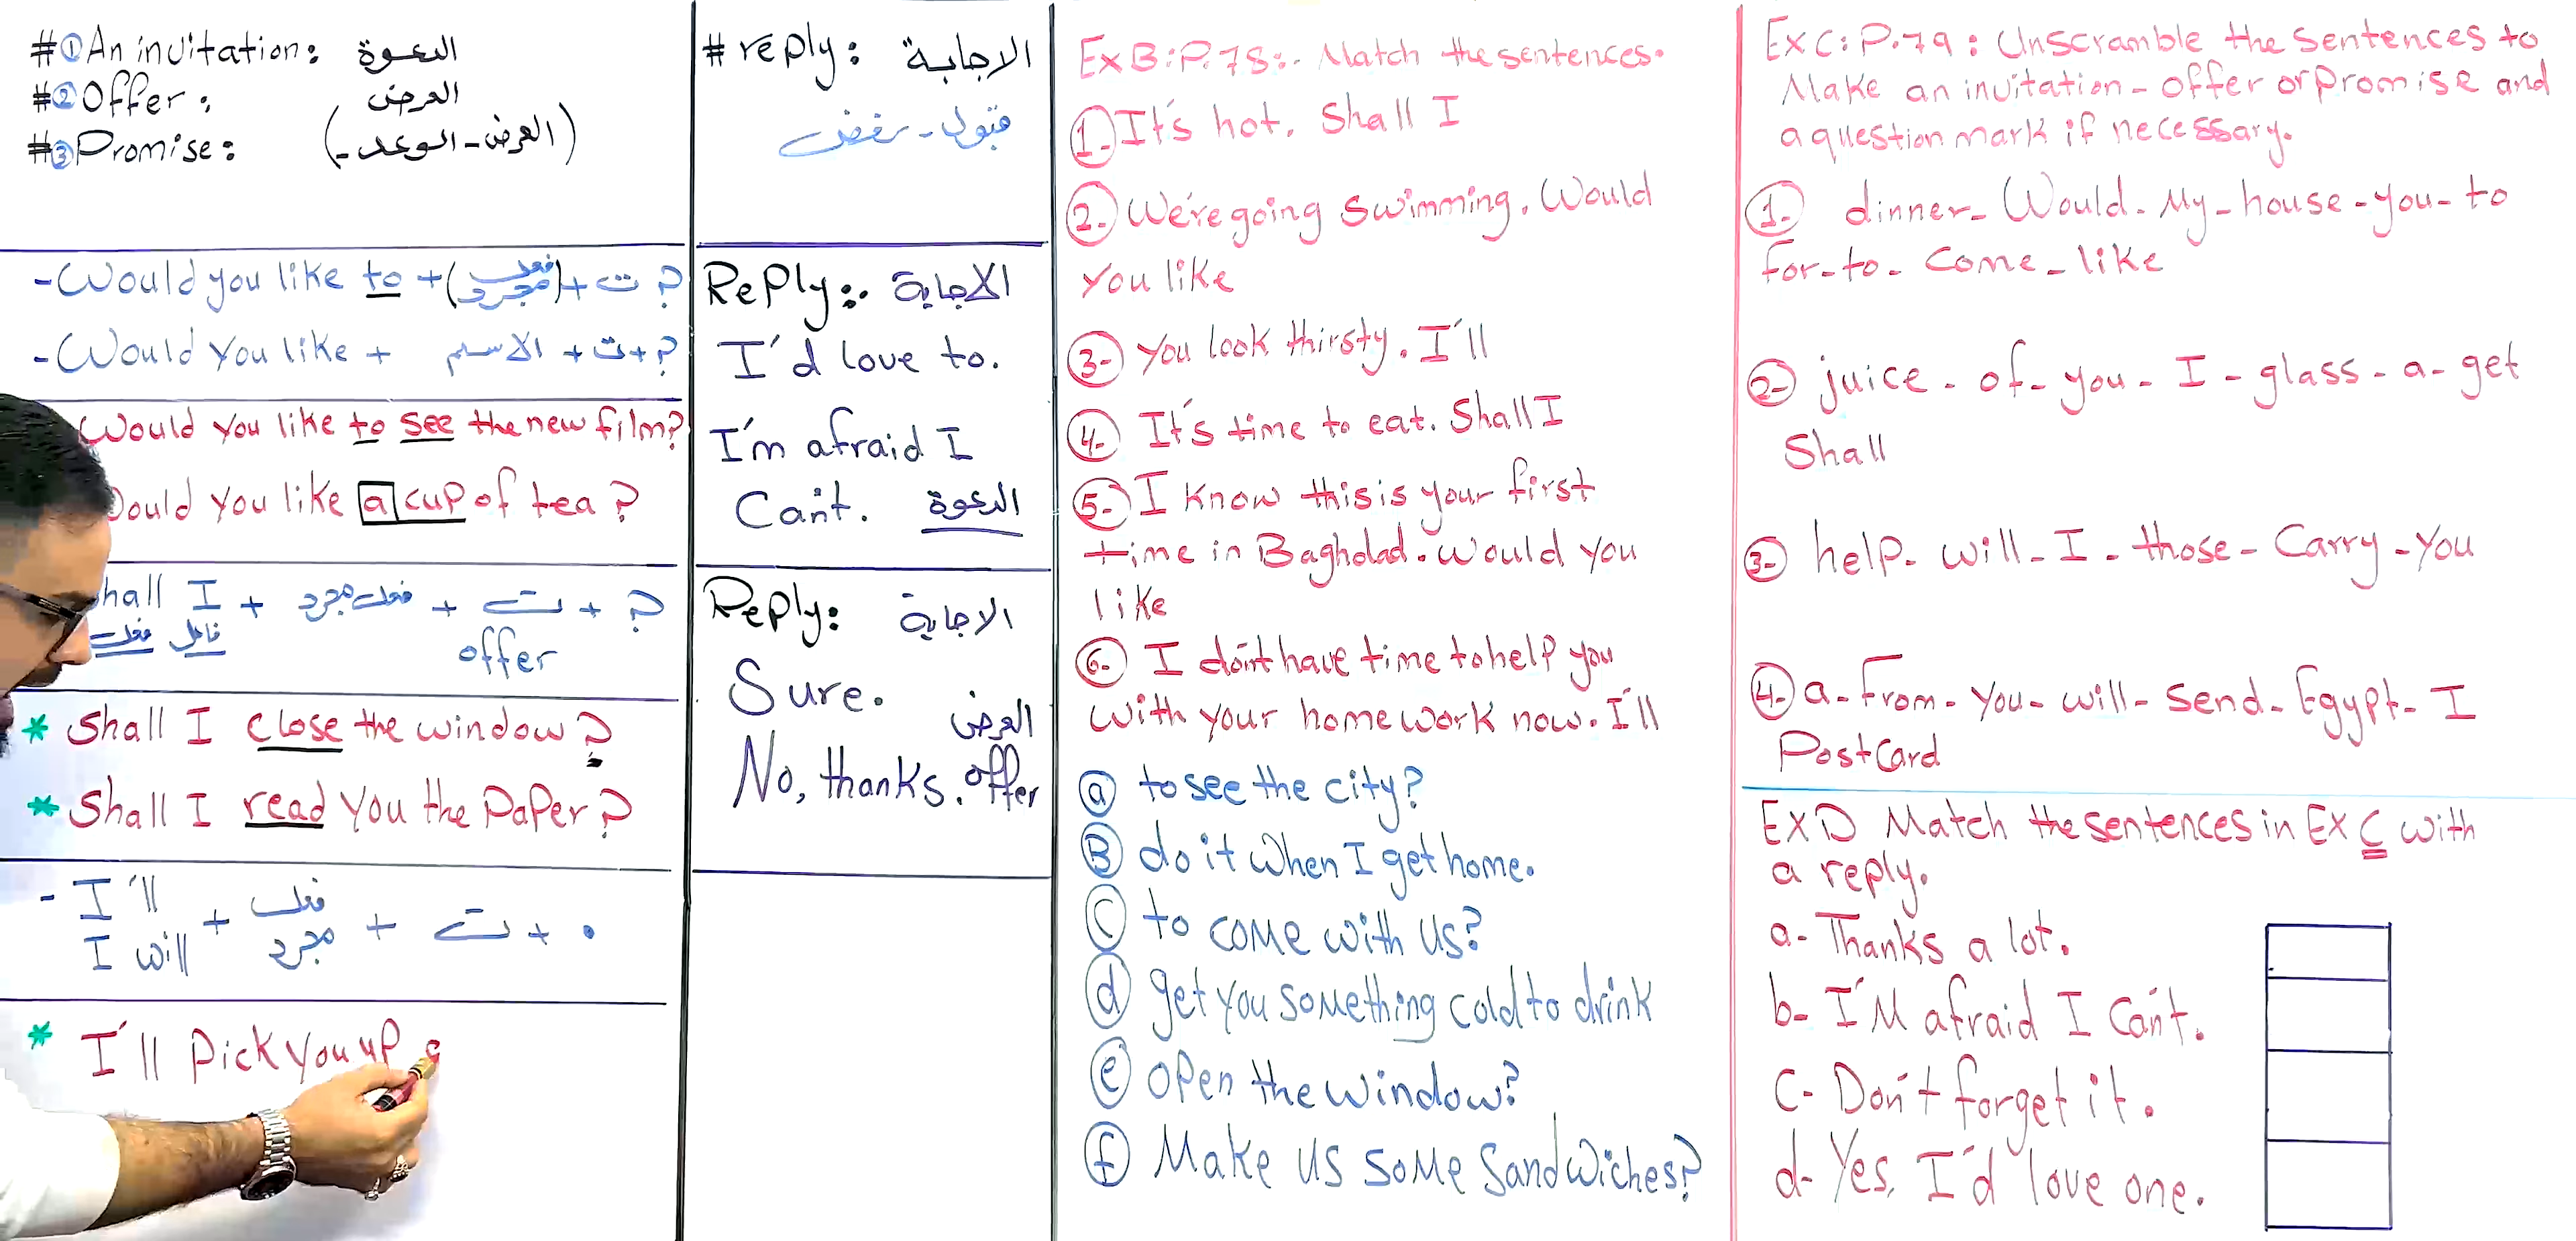 #① An invitation: الدعوة
#② Offer: العرض
#③ Promise: (العرض-الوعد-)
-Would you like to + (فعل مجرد) + ت + ?
-Would you like + الاسم + ت + ?
Would you like to see the new film?
ould you like a cup of tea?
hall I + فعل مجرد + ت + ?
فعل فاعل offer
* Shall I close the window?
* Shall I read you the Paper?
- I'll
I will + فعل مجرد + ت + .
* I'll Pick you up
# reply: الاجابة
قبول - رفض
Reply: الاجابة
I'd love to.
I'm afraid I
Can't. الدعوة
Reply: الاجابة
Sure. العرض
No, thanks. offer
Ex B: P.78:- Match the sentences.
①. It's hot. Shall I
②. We're going swimming. Would
you like
③- you look thirsty. I'll
④- It's time to eat. Shall I
⑤- I know this is your first
time in Baghdad. Would you
like
⑥- I don't have time to help you
with your homework now. I'll
ⓐ to see the city?
Ⓑ do it when I get home.
Ⓒ to come with us?
ⓓ get you something cold to drink
ⓔ open the window?
ⓕ Make us some Sandwiches?
Ex C: P.79: Unscramble the sentences to
Make an invitation - offer or promise and
a question mark if necessary.
①. dinner - Would - My - house - you - to
for - to - come - like
②- juice - of - you - I - glass - a - get
Shall
③- help - will - I - those - Carry - you
④- a - from - you - will - send - Egypt - I
Postcard
Ex D Match the sentences in Ex C with
a reply.
a- Thanks a lot.
b- I'M afraid I Can't.
C- Don't forget it.
d- Yes, I'd love one.